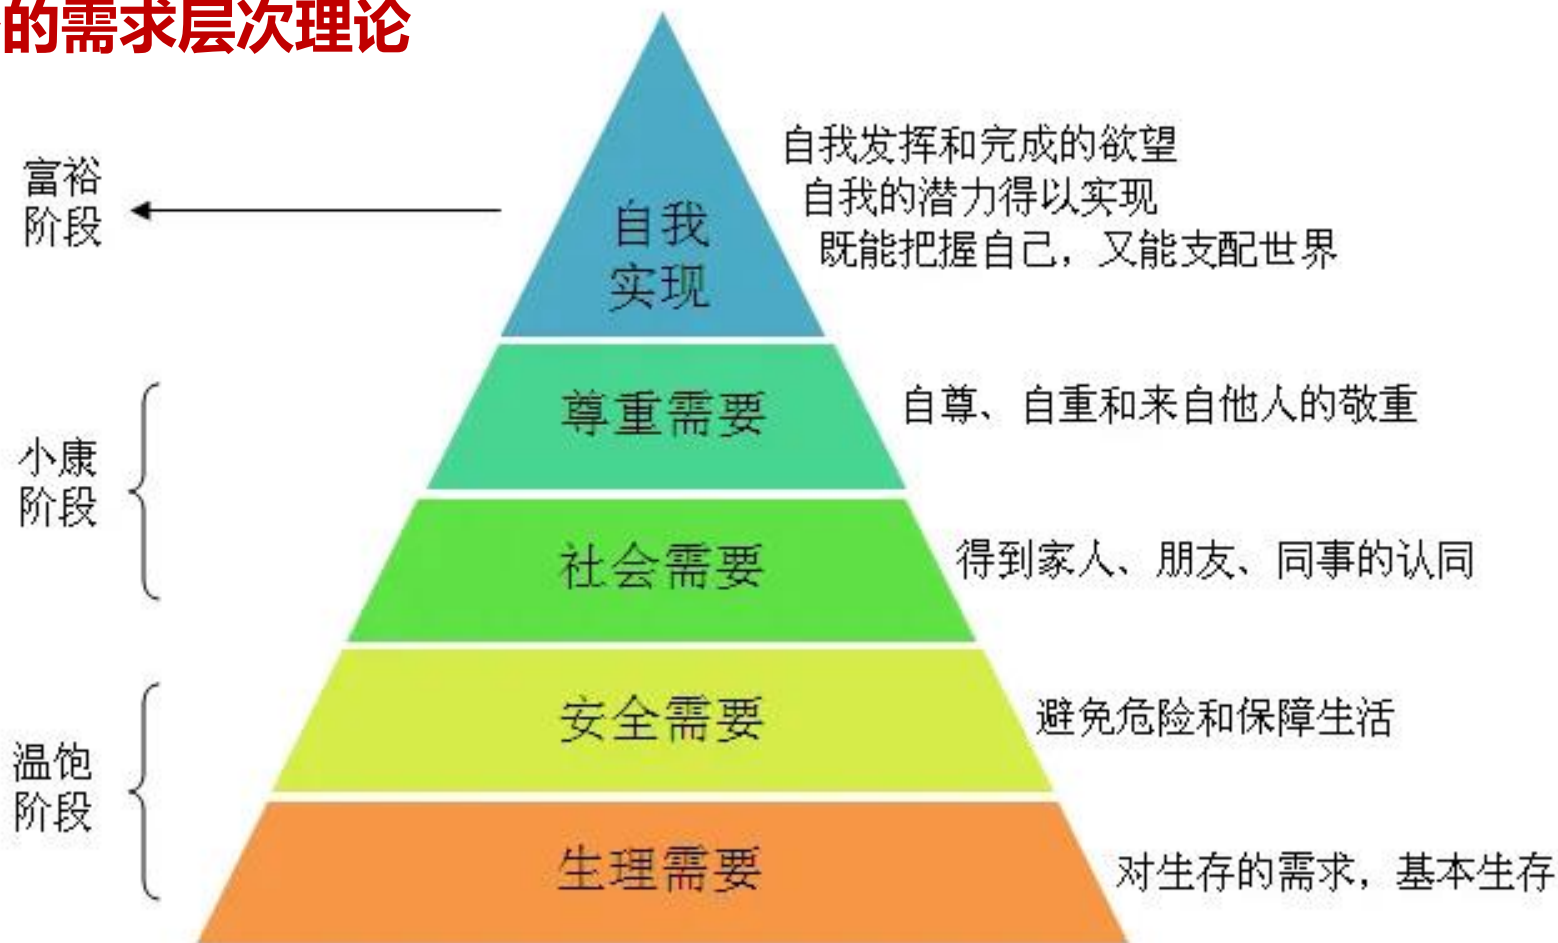 的需求层次理论
自我发挥和完成的欲望
自我的潜力得以实现
既能把握自己，又能支配世界
富裕
阶段
自我
实现
尊重需要
自尊、自重和来自他人的敬重
小康
阶段
社会需要
得到家人、朋友、同事的认同
安全需要
避免危险和保障生活
温饱
阶段
生理需要
对生存的需求，基本生存